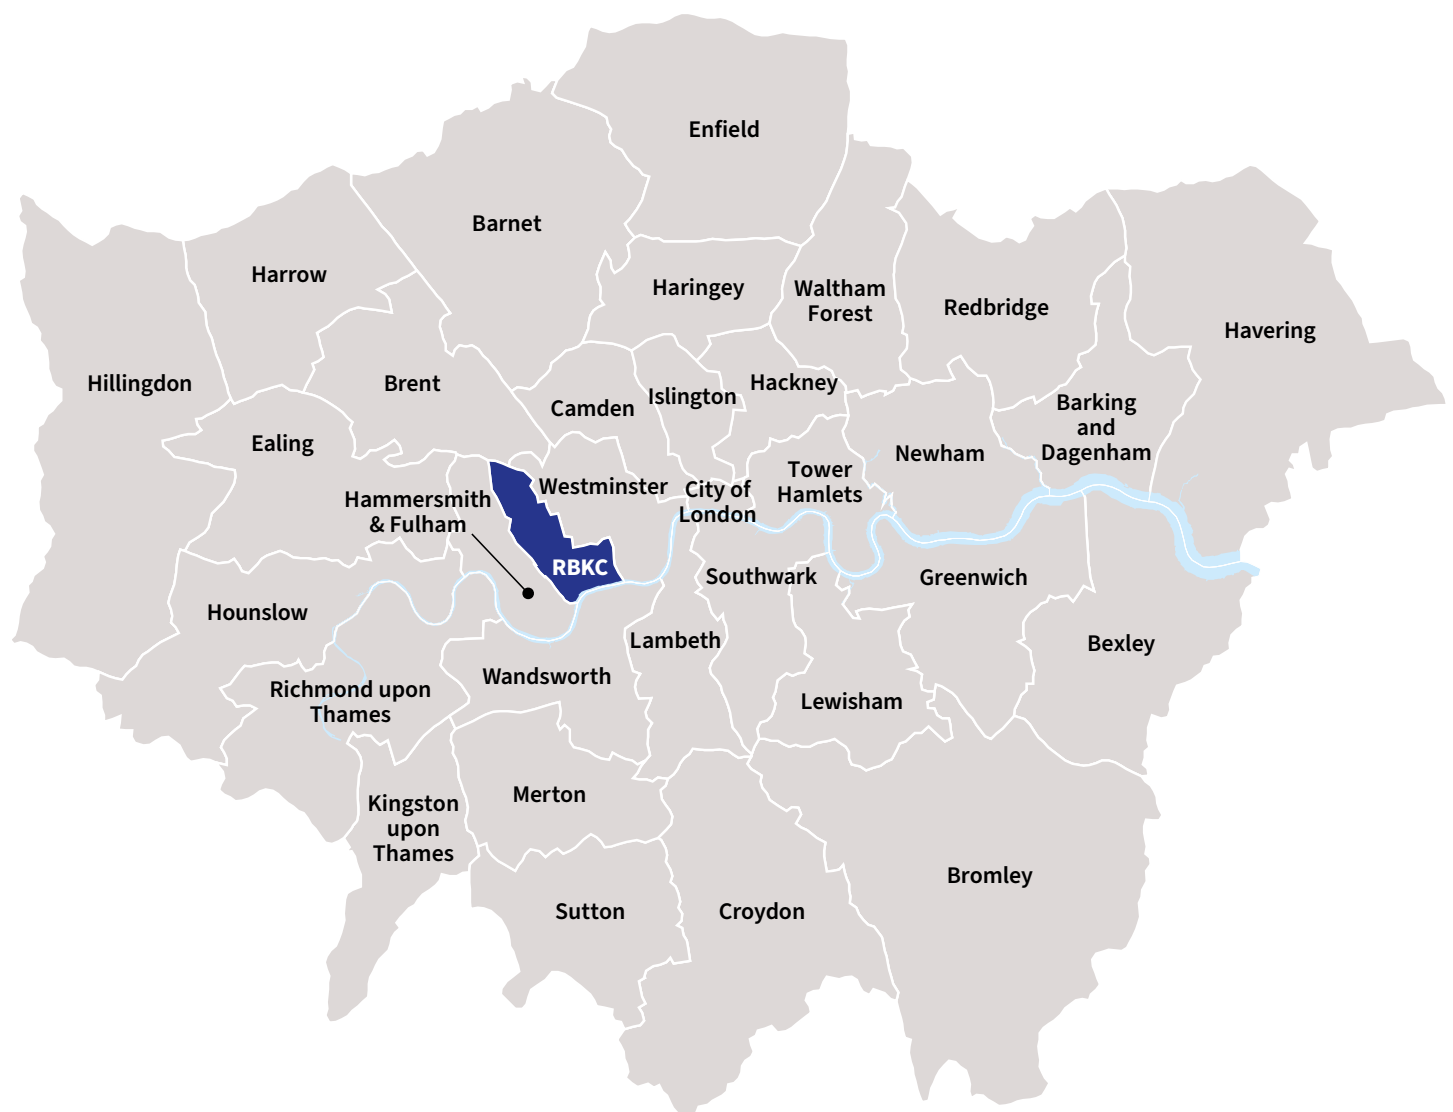 Enfield
Barnet
Harrow
Haringey
Waltham
Forest
Redbridge
Havering
Hillingdon
Brent
Camden
Islington
Hackney
Barking
and
Dagenham
Ealing
Newham
Tower
Hamlets
Westminster
City of
London
Hammersmith
& Fulham
RBKC
Southwark
Greenwich
Hounslow
Lambeth
Bexley
Wandsworth
Richmond upon
Thames
Lewisham
Merton
Kingston
upon
Thames
Bromley
Sutton
Croydon